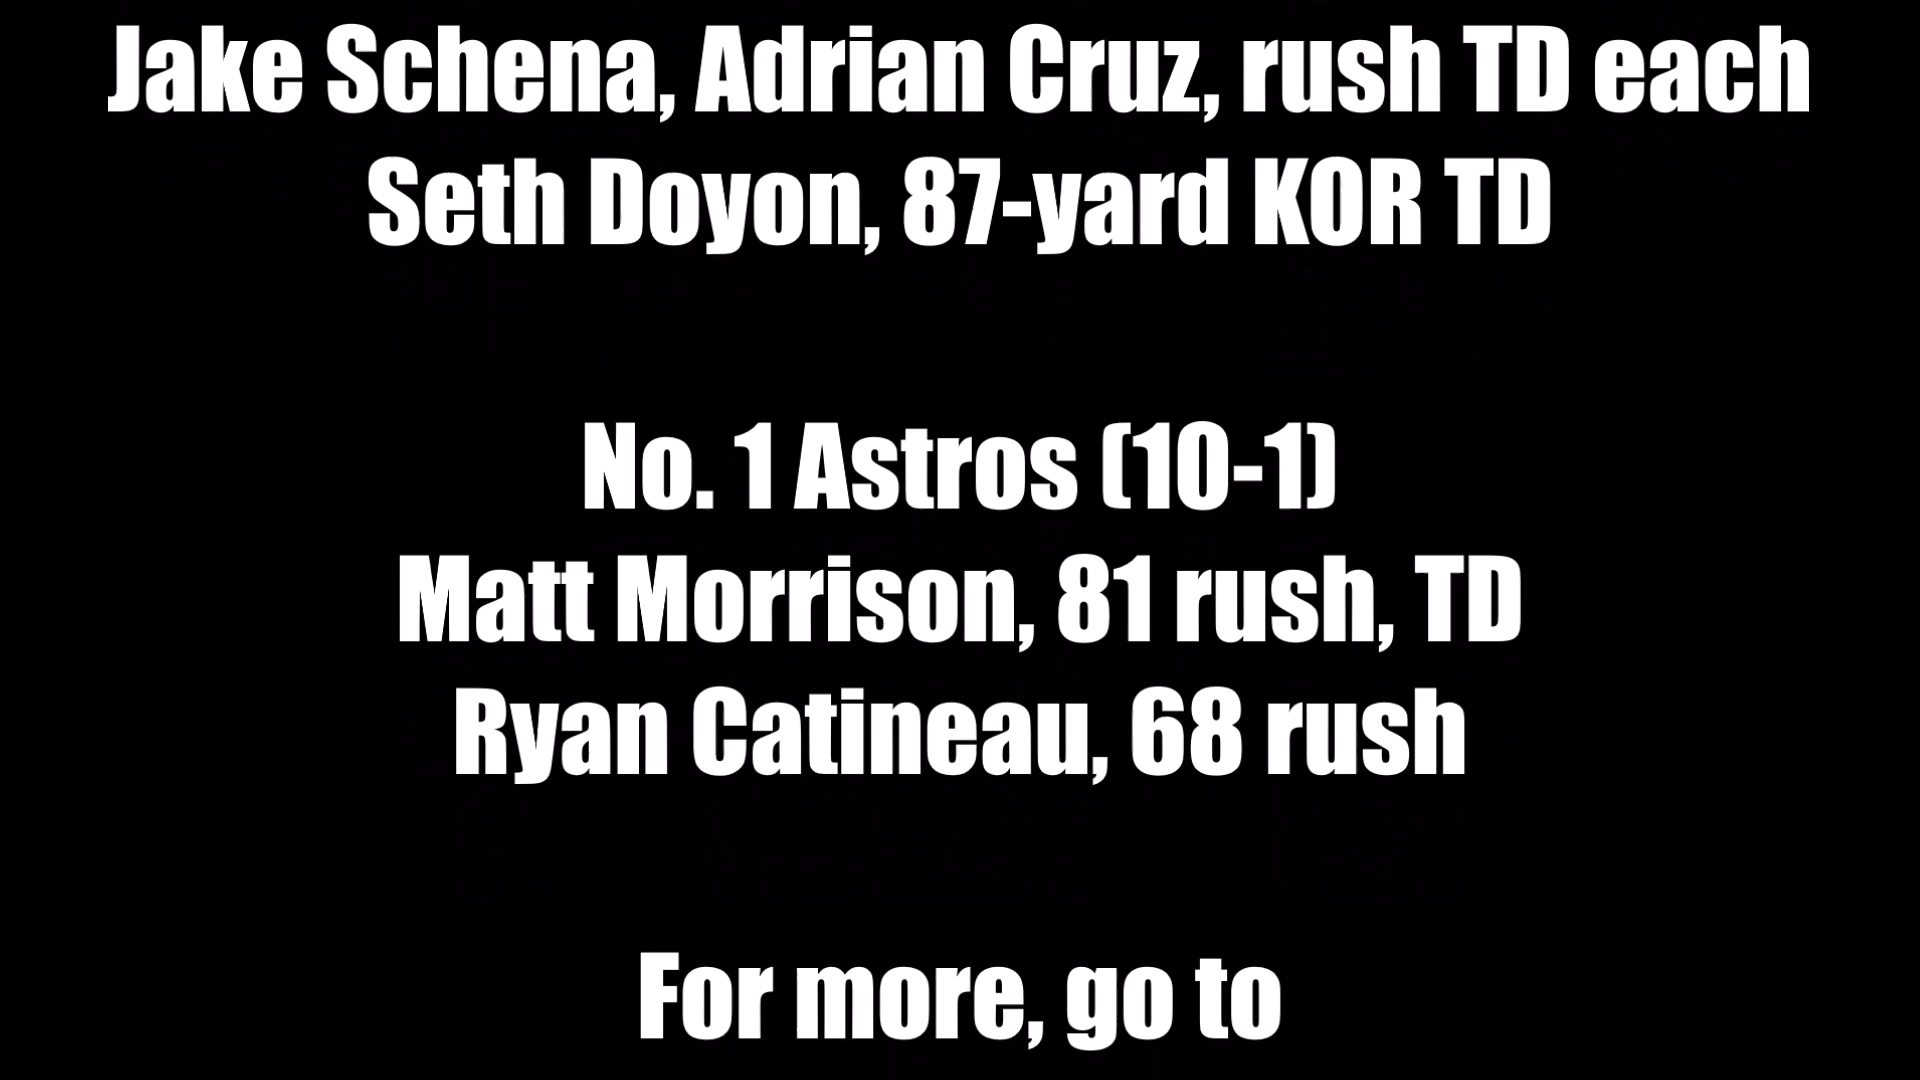 Jake Schena, Adrian Cruz, rush TD each
Seth Doyon, 87-yard KOR TD
No. 1 Astros (10-1)
Matt Morrison, 81 rush, TD
Ryan Catineau, 68 rush
For more, go to